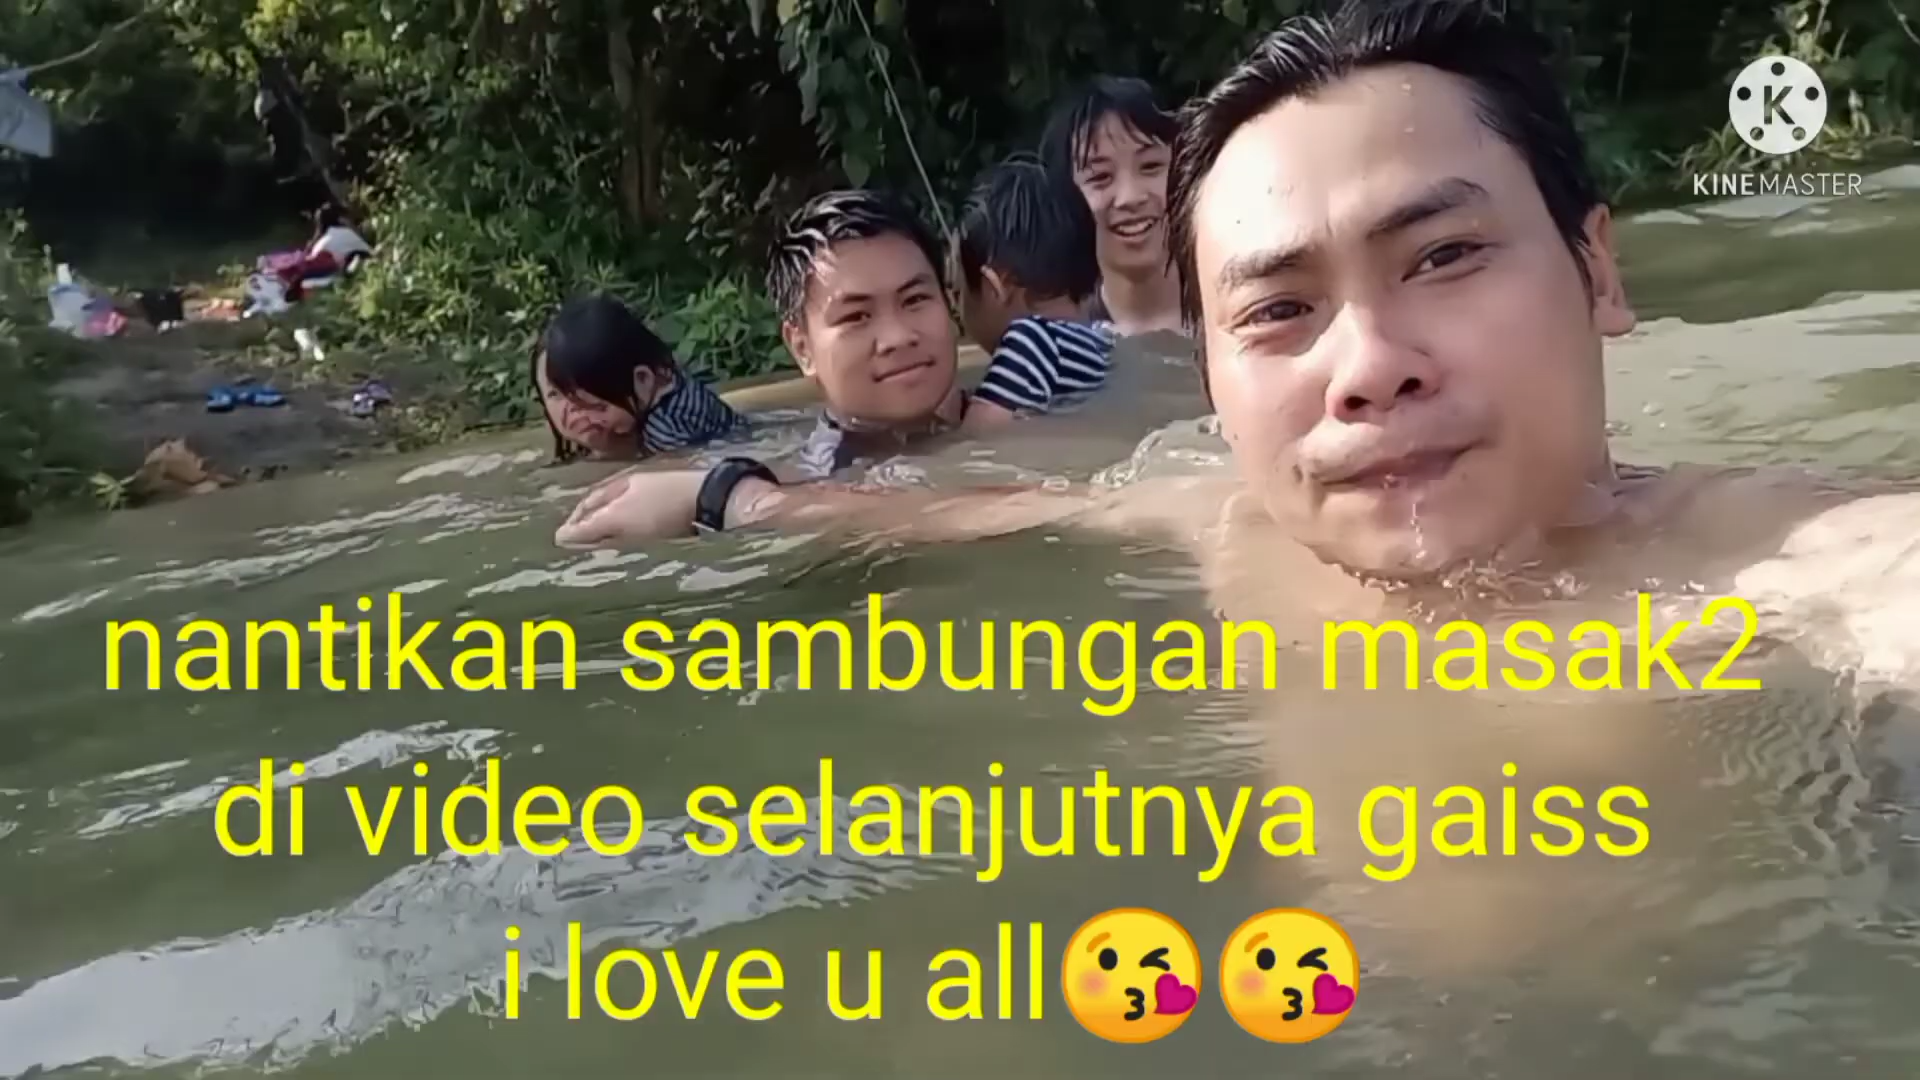 KINEMASTER
nantikan sambungan masak2
di video selanjutnya gaiss
i love u all😘😘